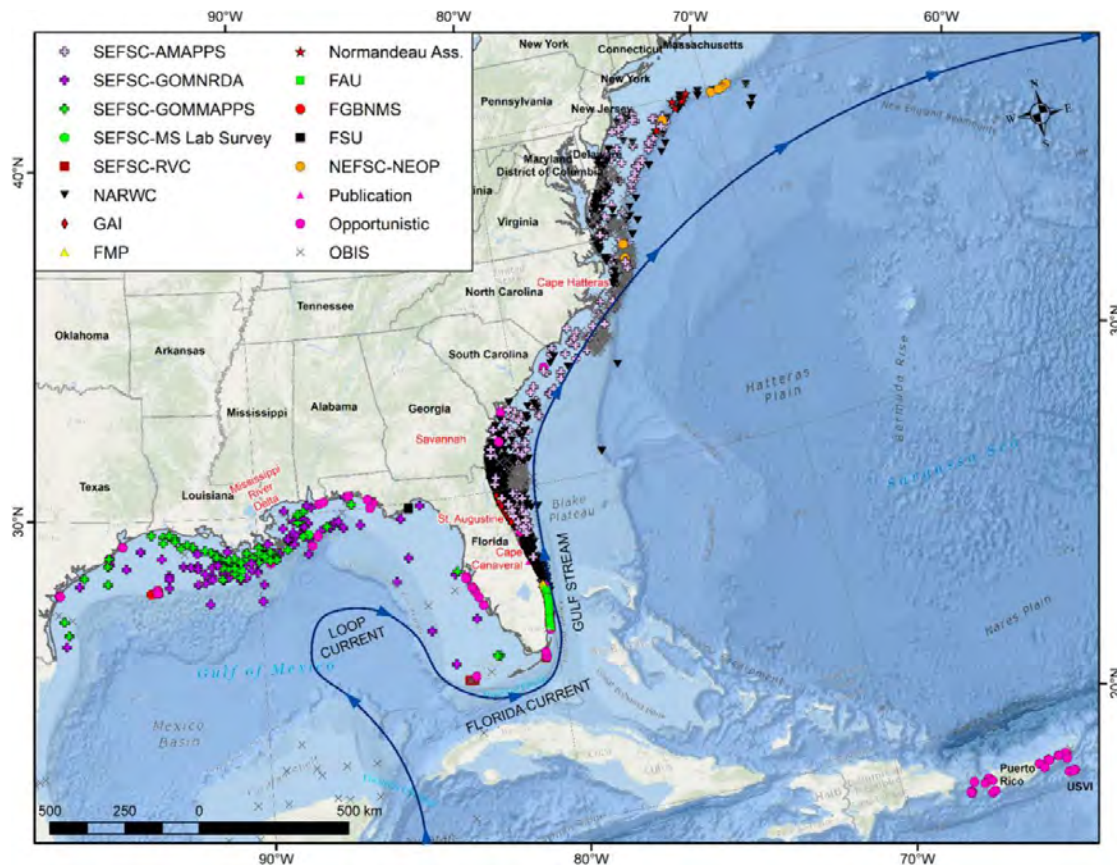 90°W
80°W
70°W
60°W
SEFSC-AMAPPS
SEFSC-GOMNRDA
SEFSC-GOMMAPPS
SEFSC-MS Lab Survey
SEFSC-RVC
NARWC
GAI
FMP
Normandeau Ass.
FAU
FGBNMS
FSU
NEFSC-NEOP
Publication
Opportunistic
OBIS
New York
Connecticut
Massachusetts
New York
Pennsylvania
New Jersey
New England Seamounts
N
W
E
S
40°N
Maryland
Delaware
District of Columbia
Virginia
Cape Hatteras
North Carolina
Tennessee
Oklahoma
Arkansas
South Carolina
Hatteras
Plain
Bermuda Rise
Mississippi
Alabama
Georgia
Savannah
Sargasso Sea
Texas
Louisiana
Mississippi
River
Delta
30°N
St. Augustine
Blake
Plateau
Florida
Cape
Canaveral
GULF STREAM
LOOP
CURRENT
Nares Plain
Gulf of Mexico
FLORIDA CURRENT
20°N
Mexico
Basin
Puerto
Rico
USVI
500
250
0
500 km
90°W
80°W
70°W